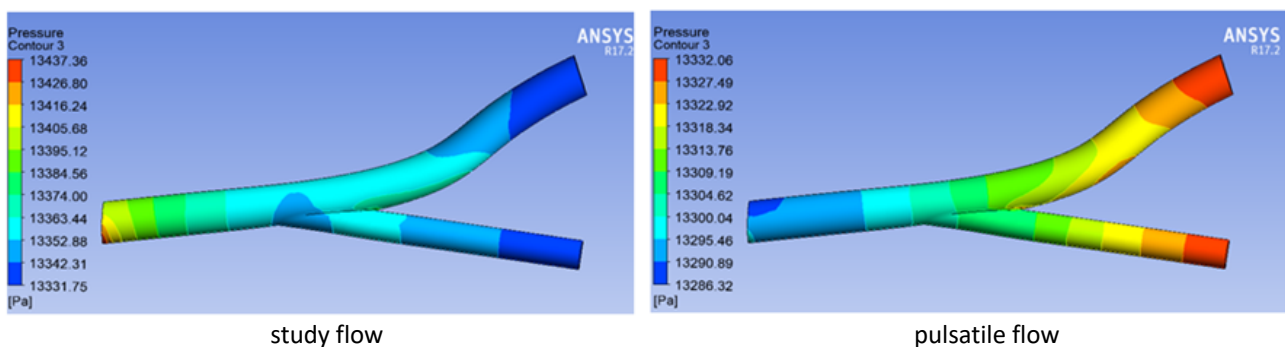 Pressure
Contour 3
13437.36
13426.80
13416.24
13405.68
13395.12
13384.56
13374.00
13363.44
13352.88
13342.31
13331.75
[Pa]
ANSYS
R17.2
study flow
Pressure
Contour 3
13332.06
13327.49
13322.92
13318.34
13313.76
13309.19
13304.62
13300.04
13295.46
13290.89
13286.32
[Pa]
ANSYS
R17.2
pulsatile flow